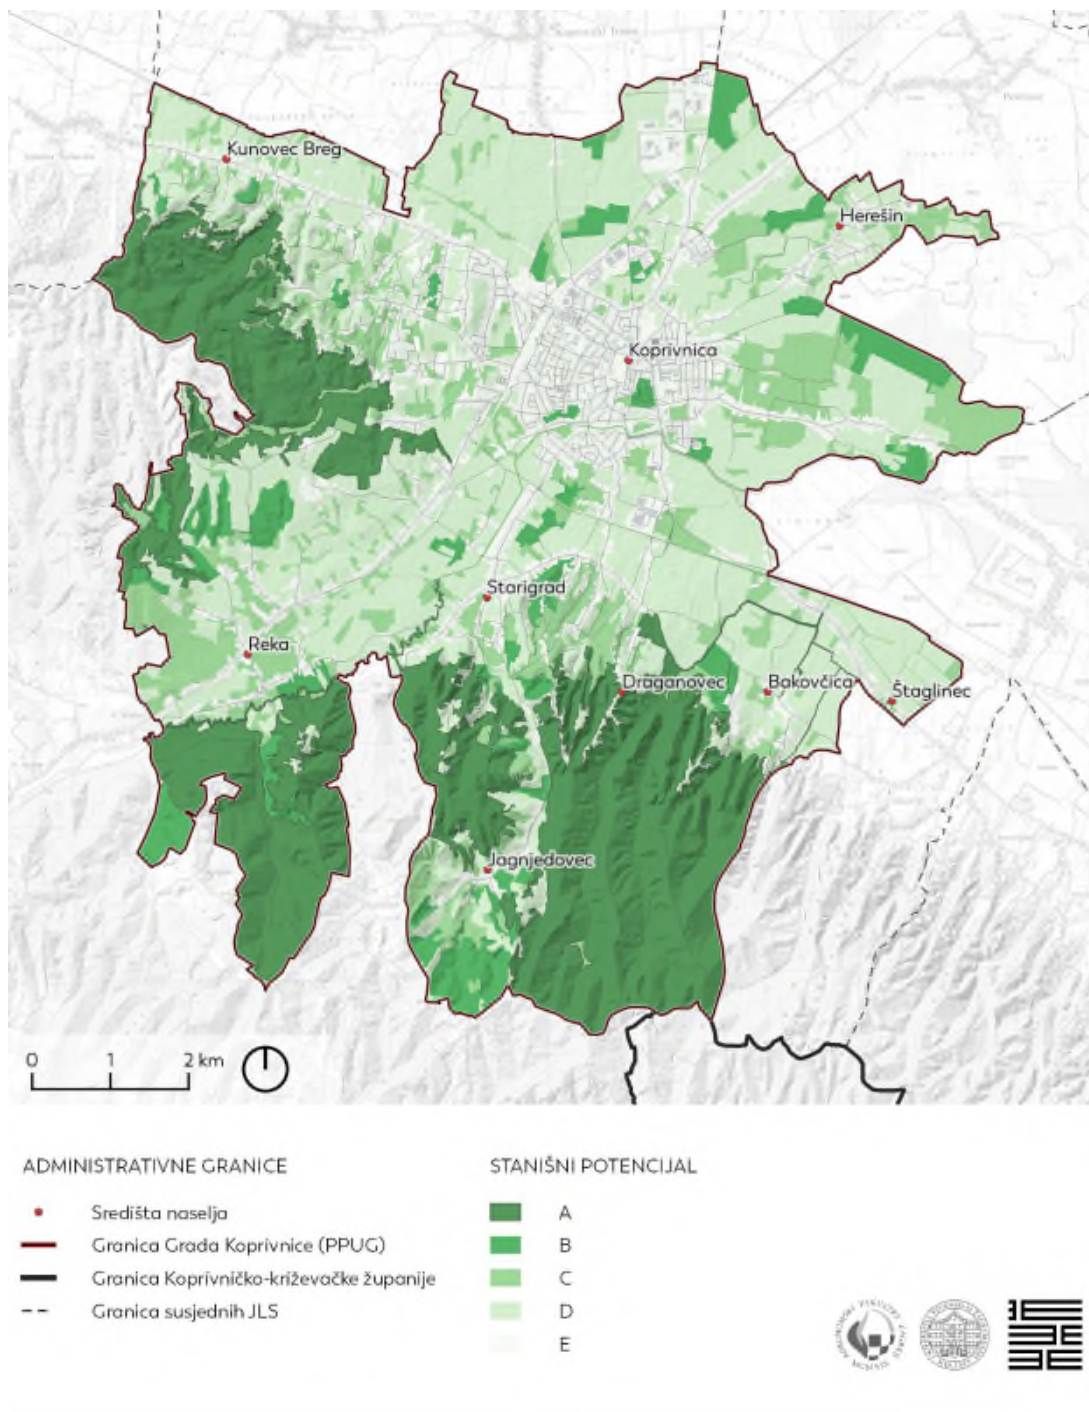 Kunovec Breg
Herešin
Koprivnica
Starigrad
Reka
Draganovec
Bakovčica
Štaglinec
Jagnjedovec
0 1 2 km
ADMINISTRATIVNE GRANICE
Središta naselja
Granica Grada Koprivnice (PPUG)
Granica Koprivničko-križevačke županije
Granica susjednih JLS
STANIŠNI POTENCIJAL
A
B
C
D
E